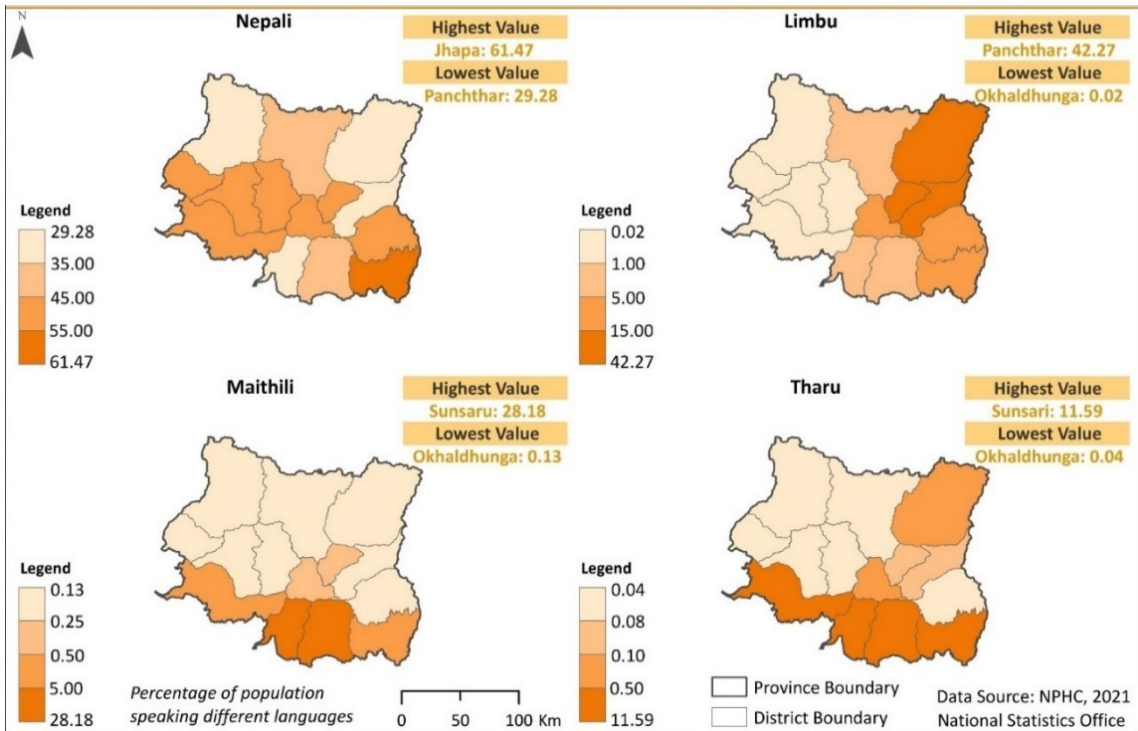 N
Nepali
Highest Value
Jhapa: 61.47
Lowest Value
Panchthar: 29.28
Legend
29.28
35.00
45.00
55.00
61.47
Limbu
Highest Value
Panchthar: 42.27
Lowest Value
Okhaldhunga: 0.02
Legend
0.02
1.00
5.00
15.00
42.27
Maithili
Highest Value
Sunsaru: 28.18
Lowest Value
Okhaldhunga: 0.13
Legend
0.13
0.25
0.50
5.00
28.18
Tharu
Highest Value
Sunsari: 11.59
Lowest Value
Okhaldhunga: 0.04
Legend
0.04
0.08
0.10
0.50
11.59
Percentage of population
speaking different languages
0 50 100 Km
Province Boundary
District Boundary
Data Source: NPHC, 2021
National Statistics Office